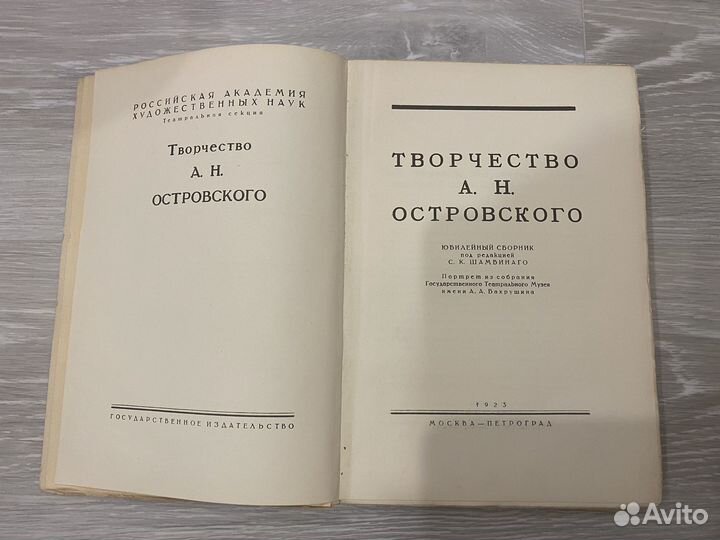 РОССИЙСКАЯ АКАДЕМИЯ
ХУДОЖЕСТВЕННЫХ НАУК
Театральная секция
Творчество
А. Н.
ОСТРОВСКОГО
ГОСУДАРСТВЕННОЕ ИЗДАТЕЛЬСТВО
ТВОРЧЕСТВО
А. Н.
ОСТРОВСКОГО
ЮБИЛЕЙНЫЙ СБОРНИК
под редакцией
С. К. ШАМБИНАГО
Портрет из собрания
Государственного Театрального Музея
имени А. А. Бахрушина
1923
МОСКВА — ПЕТРОГРАД
Avito